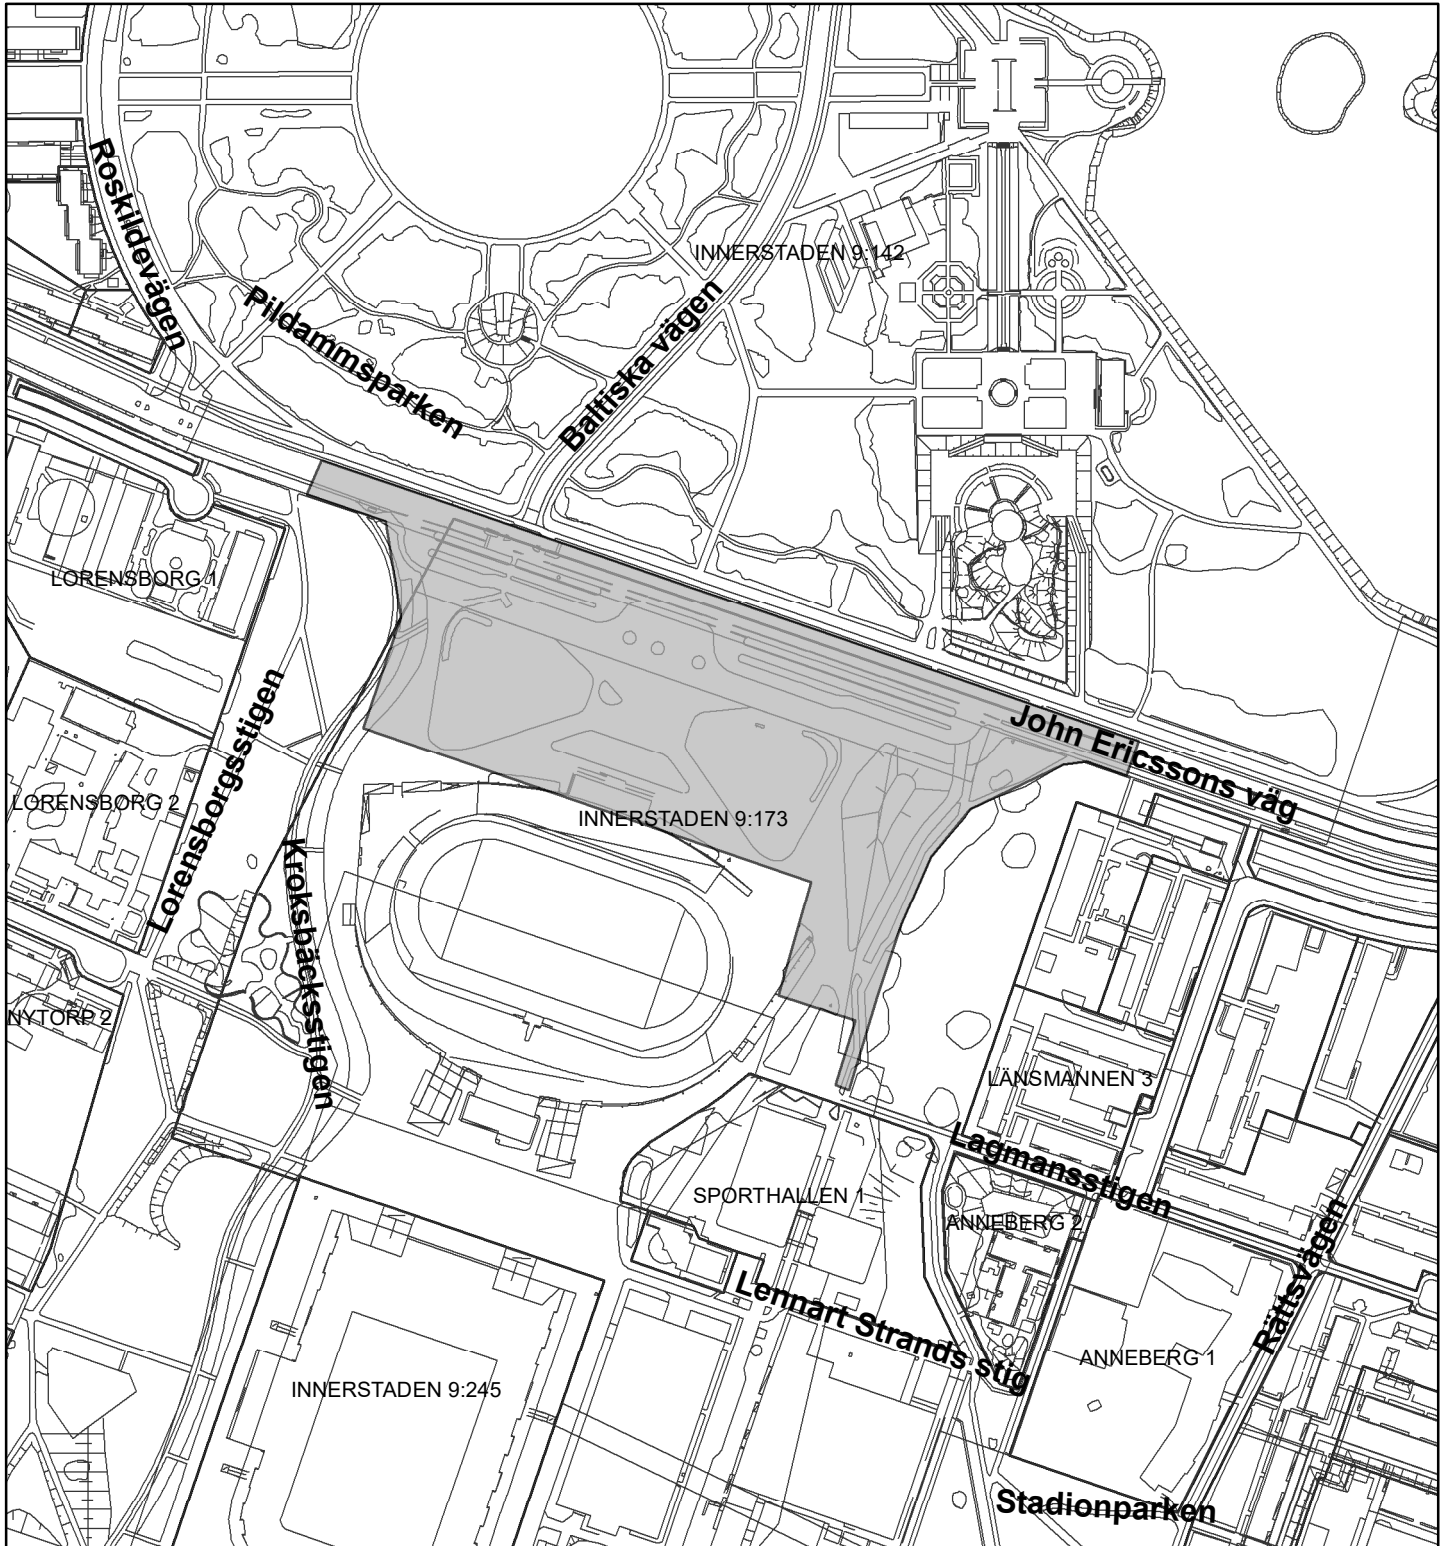 Roskildevägen
INNERSTADEN 9:142
Pildammsparken
Baltiska vägen
LORENSBORG 1
Lorensborgsstigen
John Ericssons väg
LORENSBORG 2
INNERSTADEN 9:173
Kroksbäcksstigen
NYTORP 2
LÄNSMANNEN 3
Lagmansstigen
SPORTHALLEN 1
ANNEBERG 2
Rättsvägen
Lennart Strands stig
ANNEBERG 1
INNERSTADEN 9:245
Stadionparken